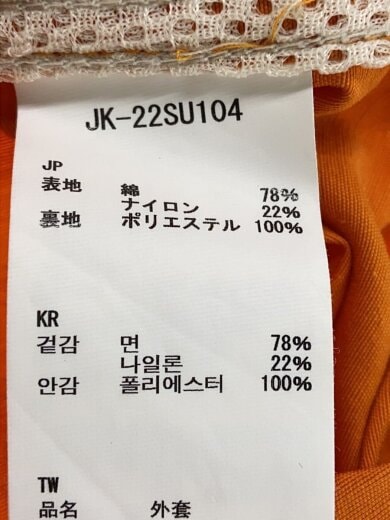 JK-22SU104
JP
表地 綿 78%
ナイロン 22%
裏地 ポリエステル 100%
KR
겉감 면 78%
나일론 22%
안감 폴리에스터 100%
TW
品名 外套